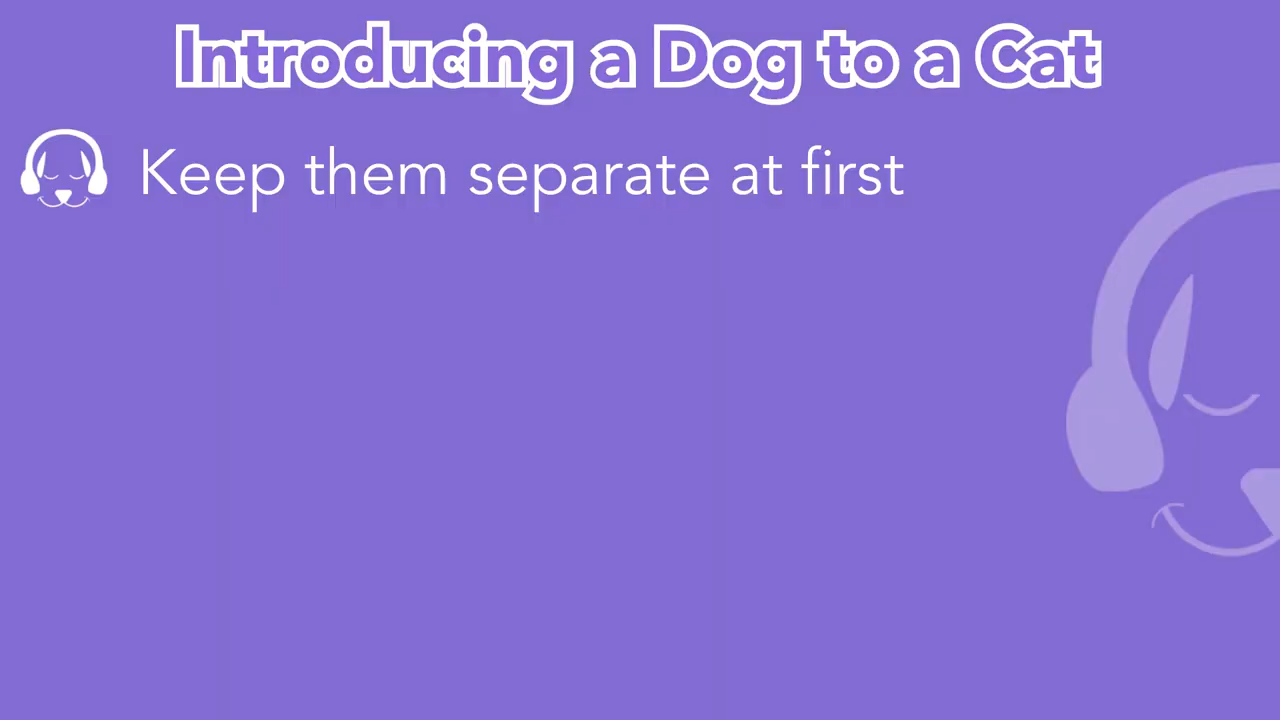 Introducing a Dog to a Cat
Keep them separate at first